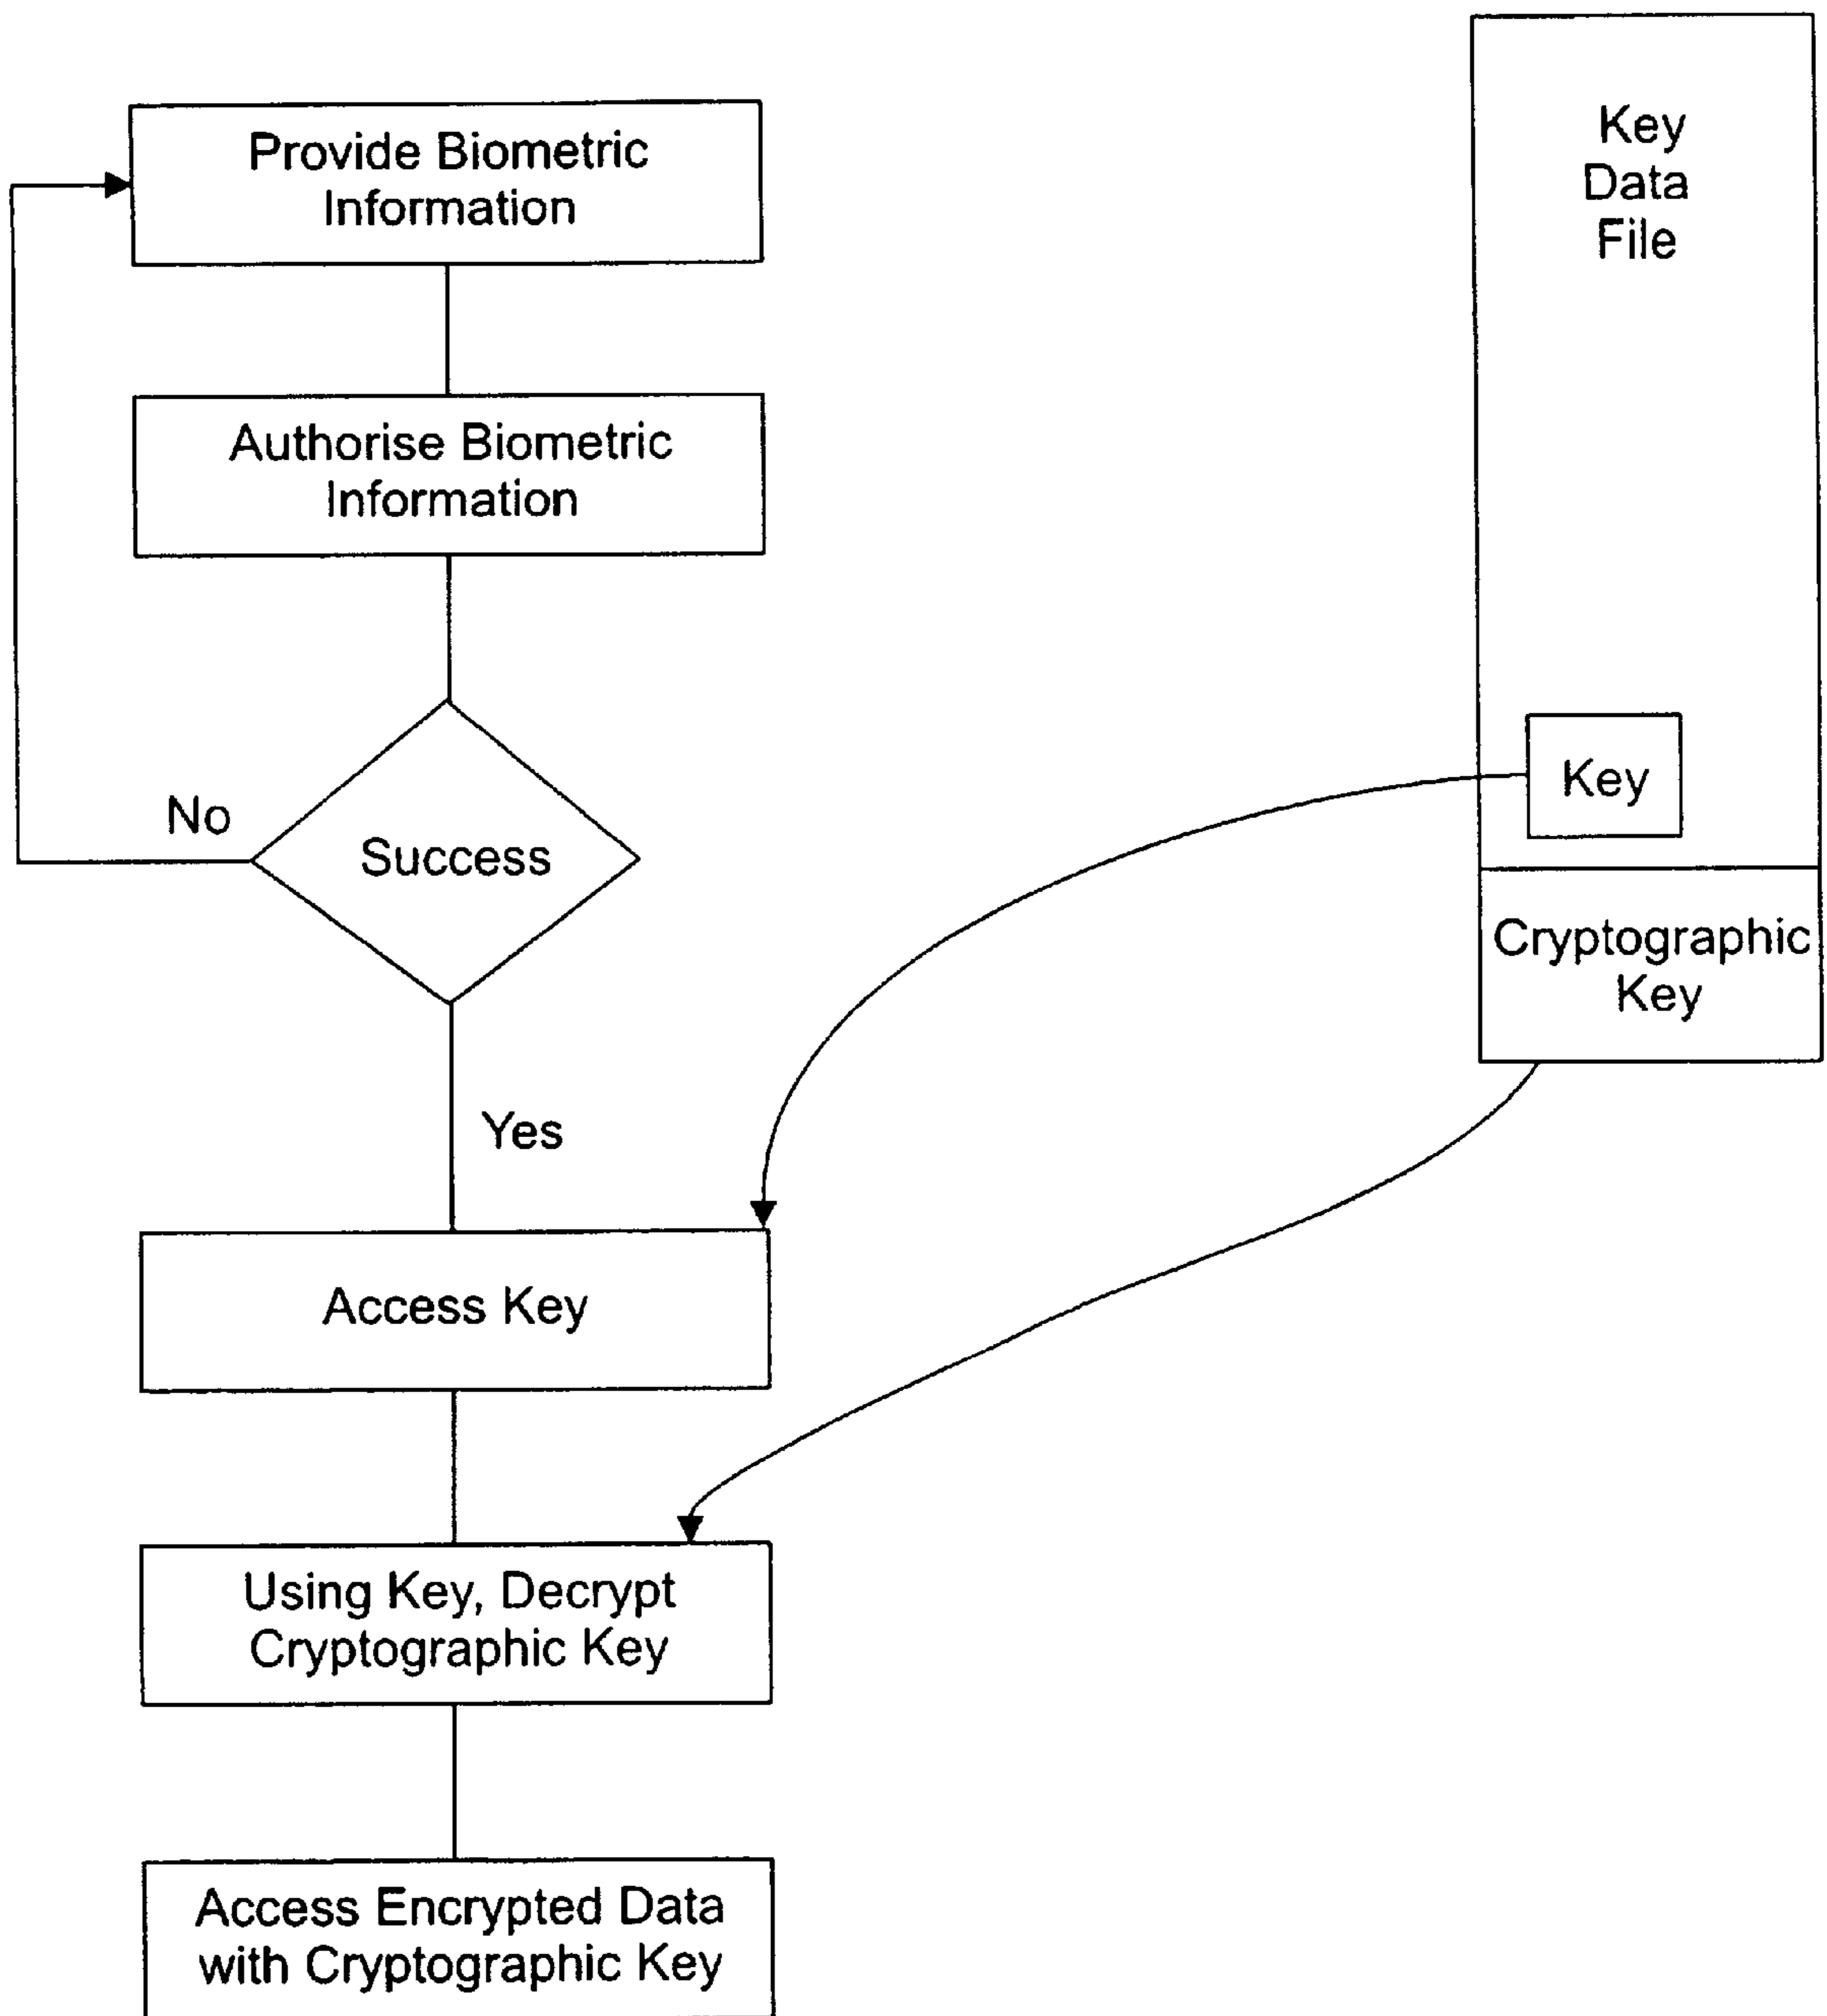 Provide Biometric
Information
Authorise Biometric
Information
No
Success
Yes
Access Key
Using Key, Decrypt
Cryptographic Key
Access Encrypted Data
with Cryptographic Key
Key
Data
File
Key
Cryptographic
Key